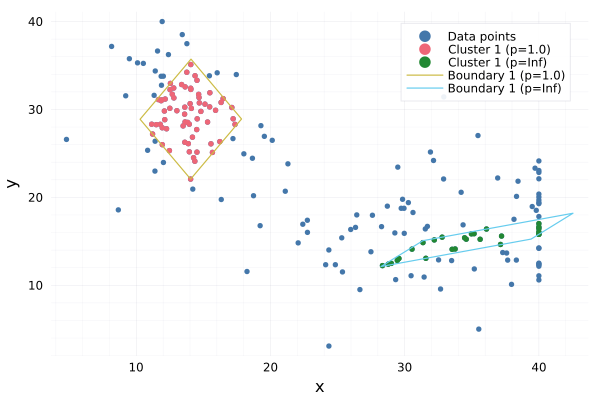 40
30
20
10
y
10
20
30
40
x
Data points
Cluster 1 (p=1.0)
Cluster 1 (p=Inf)
Boundary 1 (p=1.0)
Boundary 1 (p=Inf)